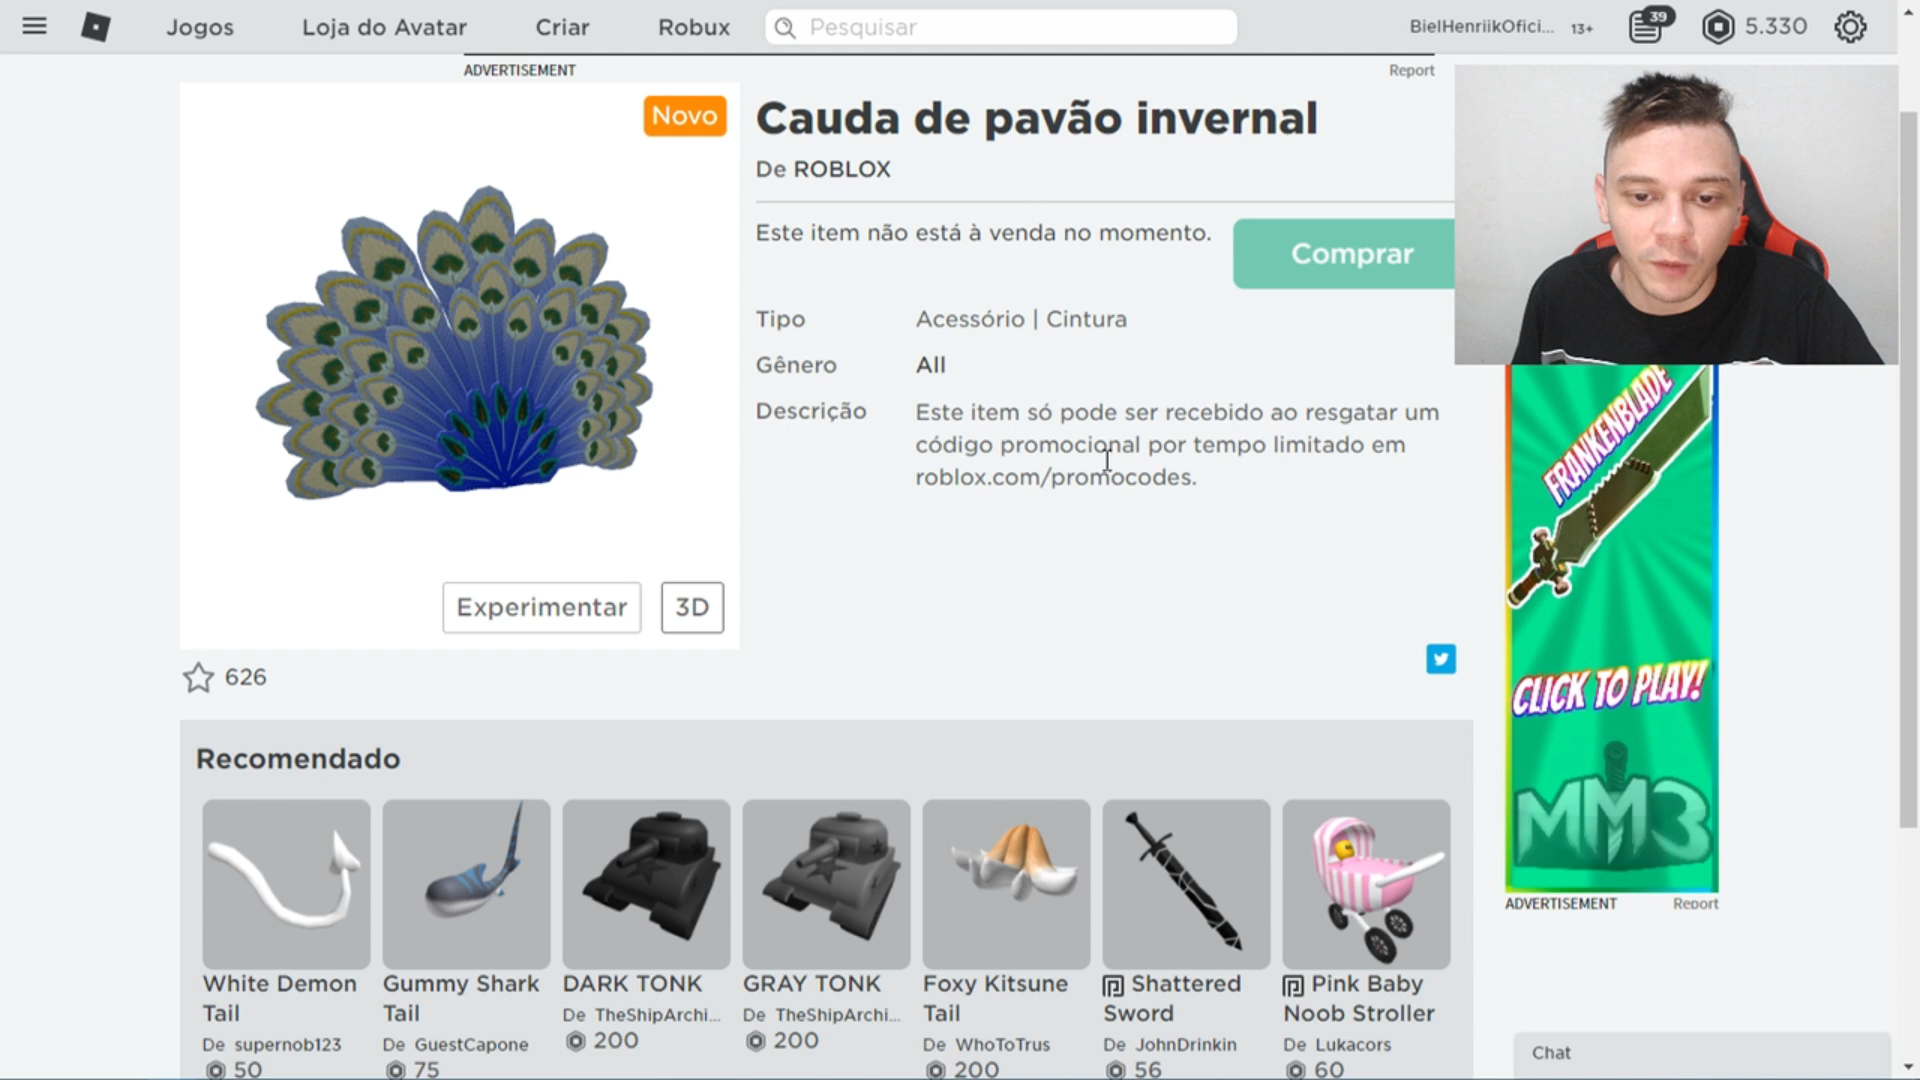 Jogos
Loja do Avatar
Criar
Robux
Pesquisar
BielHenriikOfici...
13+
39
5.330
ADVERTISEMENT
Report
Novo
Cauda de pavão invernal
De ROBLOX
Este item não está à venda no momento.
Comprar
Tipo
Acessório | Cintura
Gênero
All
Descrição
Este item só pode ser recebido ao resgatar um
código promocional por tempo limitado em
roblox.com/promocodes.
Experimentar
3D
626
FRANKENBLADE
CLICK TO PLAY!
MM3
ADVERTISEMENT
Report
Recomendado
White Demon
Tail
De supernob123
50
Gummy Shark
Tail
De GuestCapone
75
DARK TONK
De TheShipArchi...
200
GRAY TONK
De TheShipArchi...
200
Foxy Kitsune
Tail
De WhoToTrus
200
Shattered
Sword
De JohnDrinkin
56
Pink Baby
Noob Stroller
De Lukacors
60
Chat